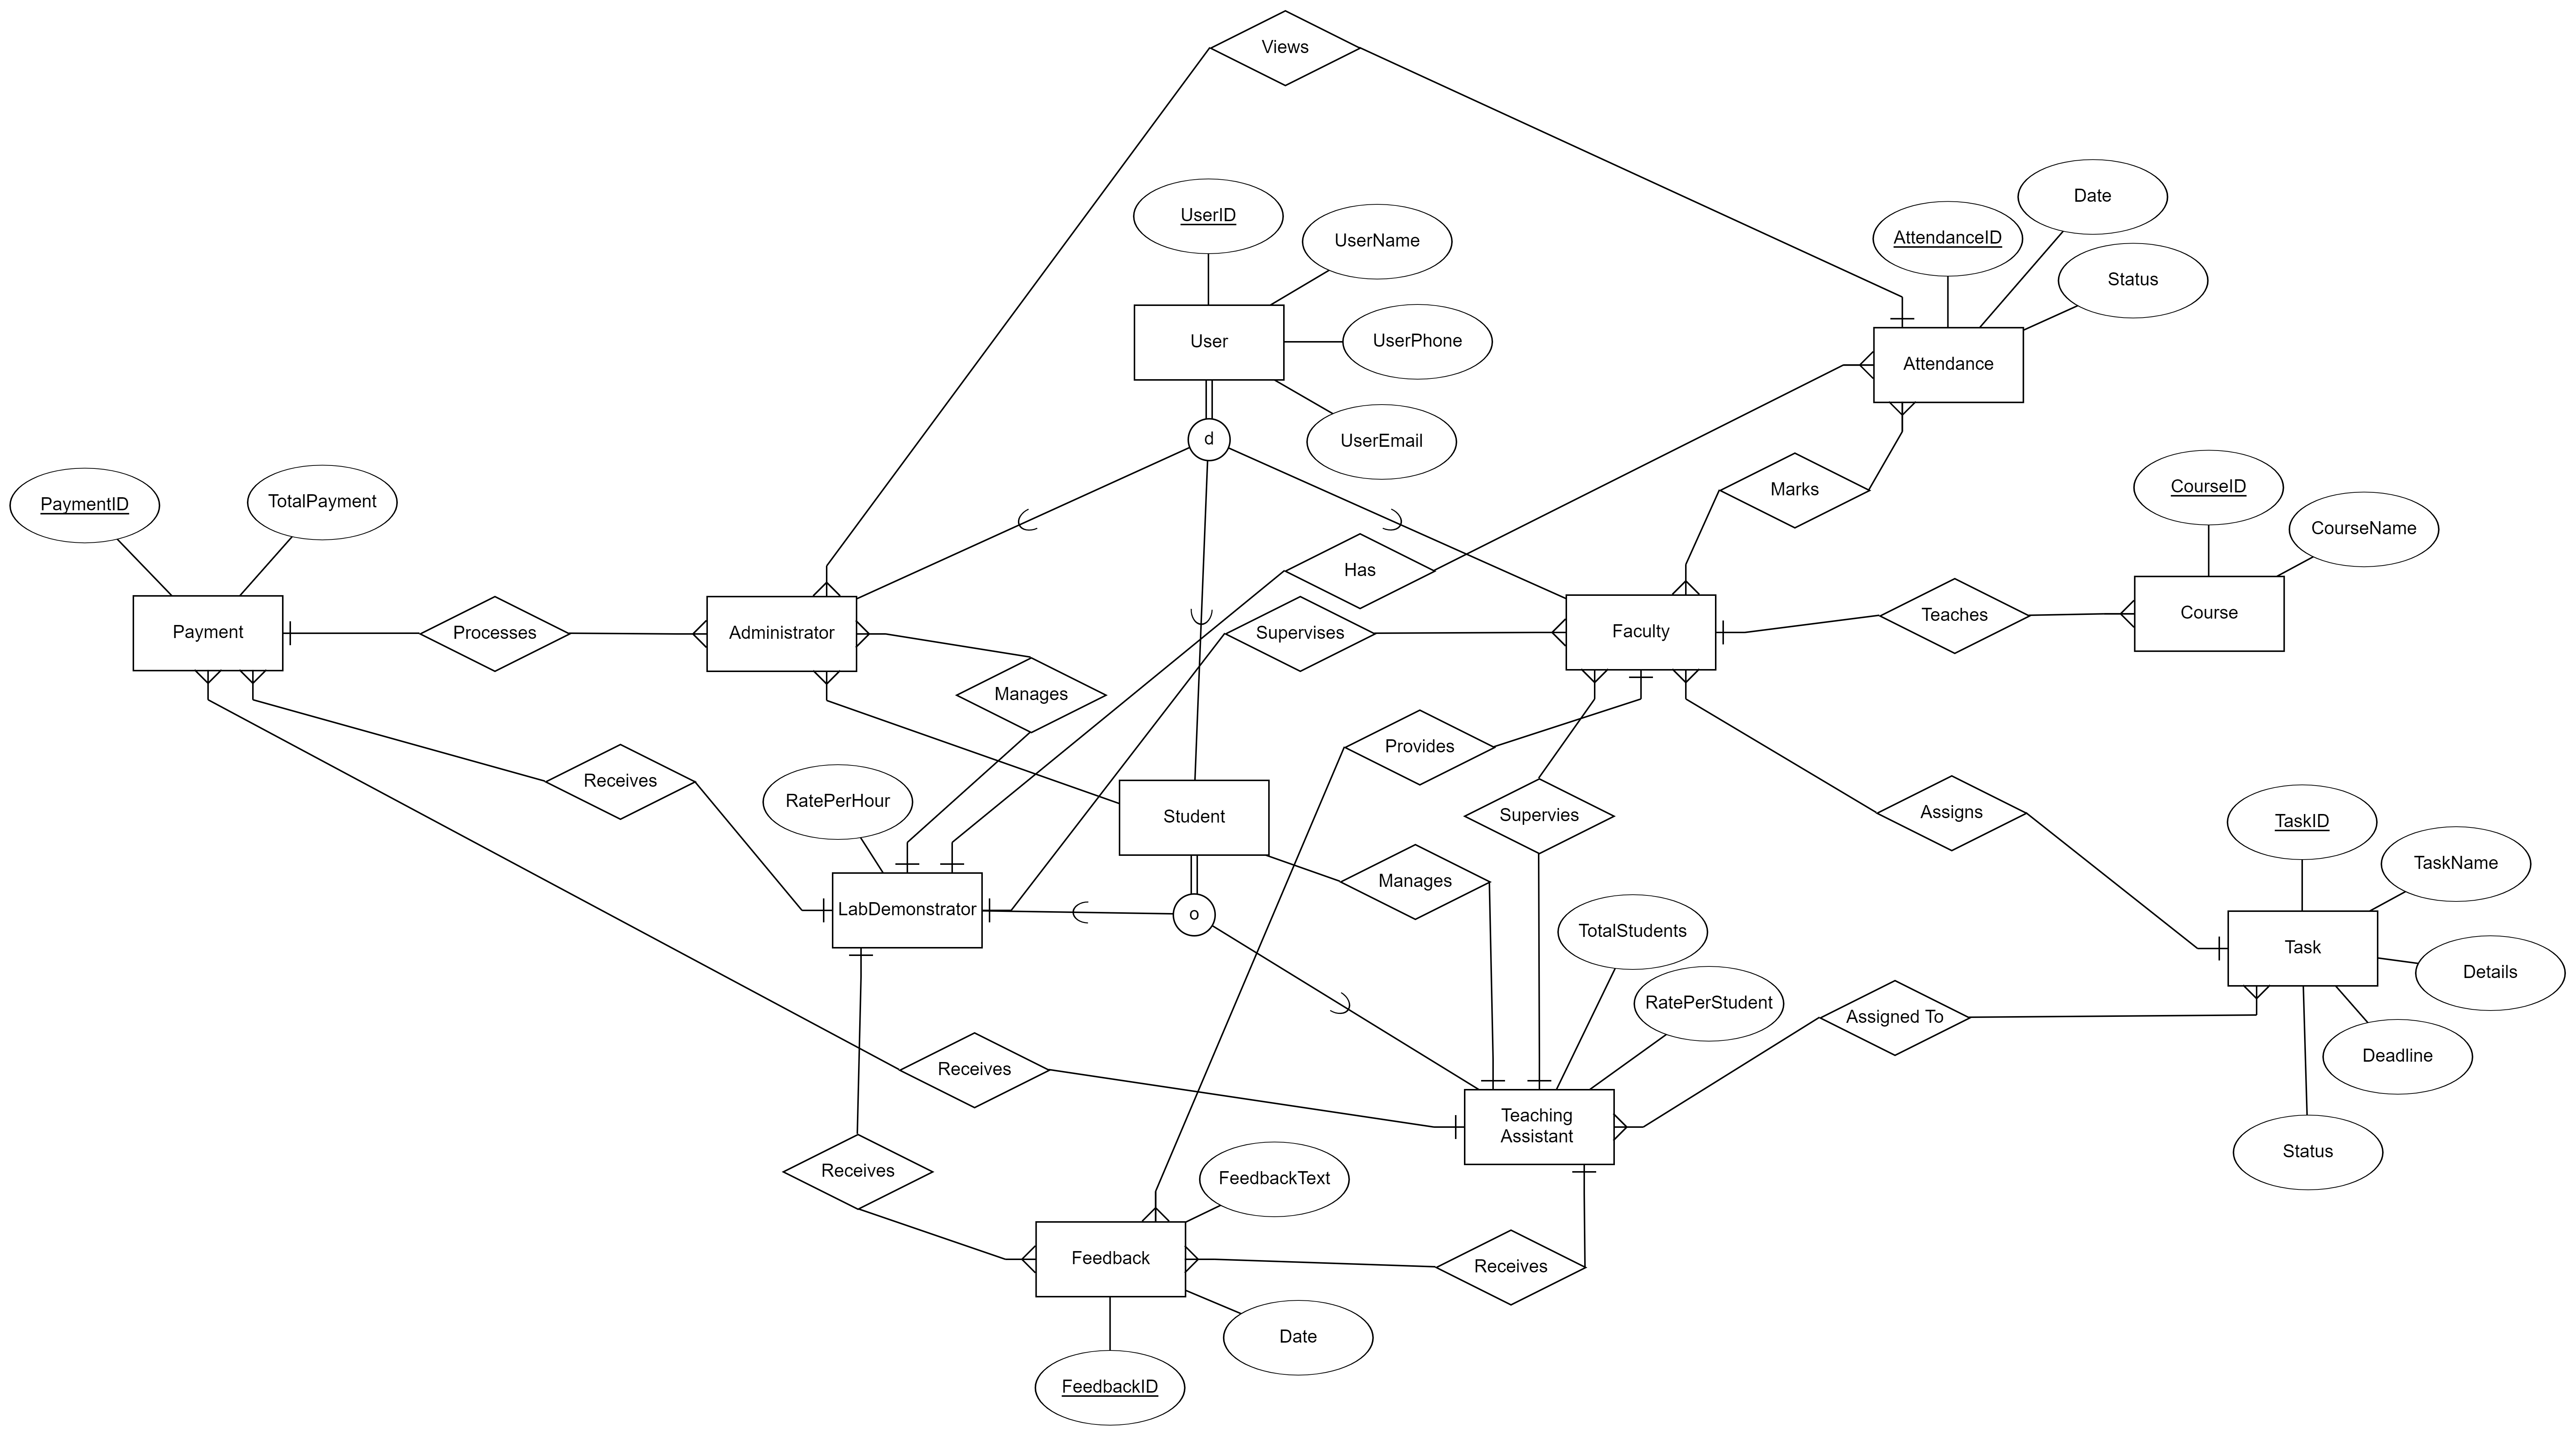 Views
Date
UserID
AttendanceID
UserName
Status
User
UserPhone
Attendance
d
UserEmail
Marks
CourseID
PaymentID
TotalPayment
CourseName
Has
Payment
Processes
Administrator
Supervises
Faculty
Teaches
Course
Manages
Provides
Receives
RatePerHour
Student
Supervies
Assigns
TaskID
TaskName
Manages
LabDemonstrator
o
TotalStudents
Task
Details
RatePerStudent
Assigned To
Deadline
Receives
Teaching
Assistant
Status
Receives
FeedbackText
Feedback
Receives
Date
FeedbackID